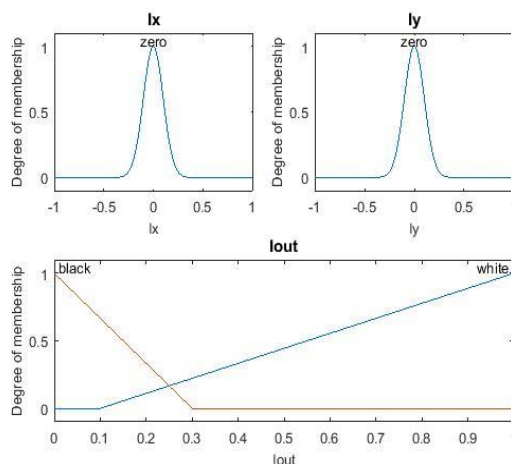 Ix
Iy
zero
zero
Degree of membership
Degree of membership
1
0.5
0
1
0.5
0
-1 -0.5 0 0.5 1
-1 -0.5 0 0.5
Ix
Iy
Iout
black
white
Degree of membership
1
0.5
0
0 0.1 0.2 0.3 0.4 0.5 0.6 0.7 0.8 0.9
Iout